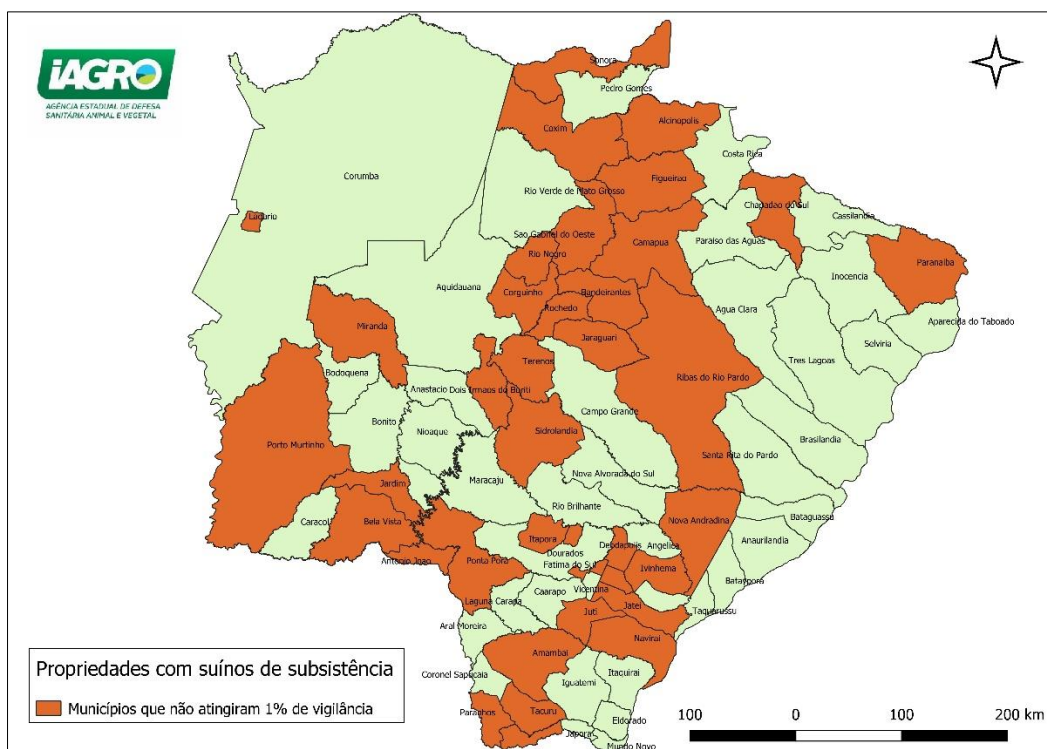 iAGRO
AGÊNCIA ESTADUAL DE DEFESA
SANITÁRIA ANIMAL E VEGETAL
Sonora
Pedro Gomes
Coxim
Alcinopolis
Costa Rica
Corumba
Figueirao
Rio Verde de Mato Grosso
Chapadao do Sul
Cassilandia
Ladario
Sao Gabriel do Oeste
Camapua
Paraiso das Aguas
Rio Negro
Paranaiba
Inocencia
Aquidauana
Corguinho
Bandeirantes
Rochedo
Agua Clara
Aparecida do Taboado
Miranda
Jaraguari
Selviria
Terenos
Tres Lagoas
Bodoquena
Ribas do Rio Pardo
Anastacio
Dois Irmaos do Buriti
Campo Grande
Bonito
Nioaque
Sidrolandia
Brasilandia
Porto Murtinho
Santa Rita do Pardo
Nova Alvorada do Sul
Maracaju
Jardim
Rio Brilhante
Bataguassu
Caracol
Bela Vista
Nova Andradina
Itapora
Anaurilandia
Deodapolis
Angelica
Dourados
Antonio Joao
Ponta Pora
Fatima do Sul
Ivinhema
Bataypora
Vicentina
Caarapo
Laguna Carapa
Jatei
Taquarussu
Juti
Aral Moreira
Navirai
Amambai
Coronel Sapucaia
Itaquirai
Iguatemi
Paranhos
Tacuru
Eldorado
Japora
Mundo Novo
Propriedades com suínos de subsistência
Municípios que não atingiram 1% de vigilância
100 0 100 200 km